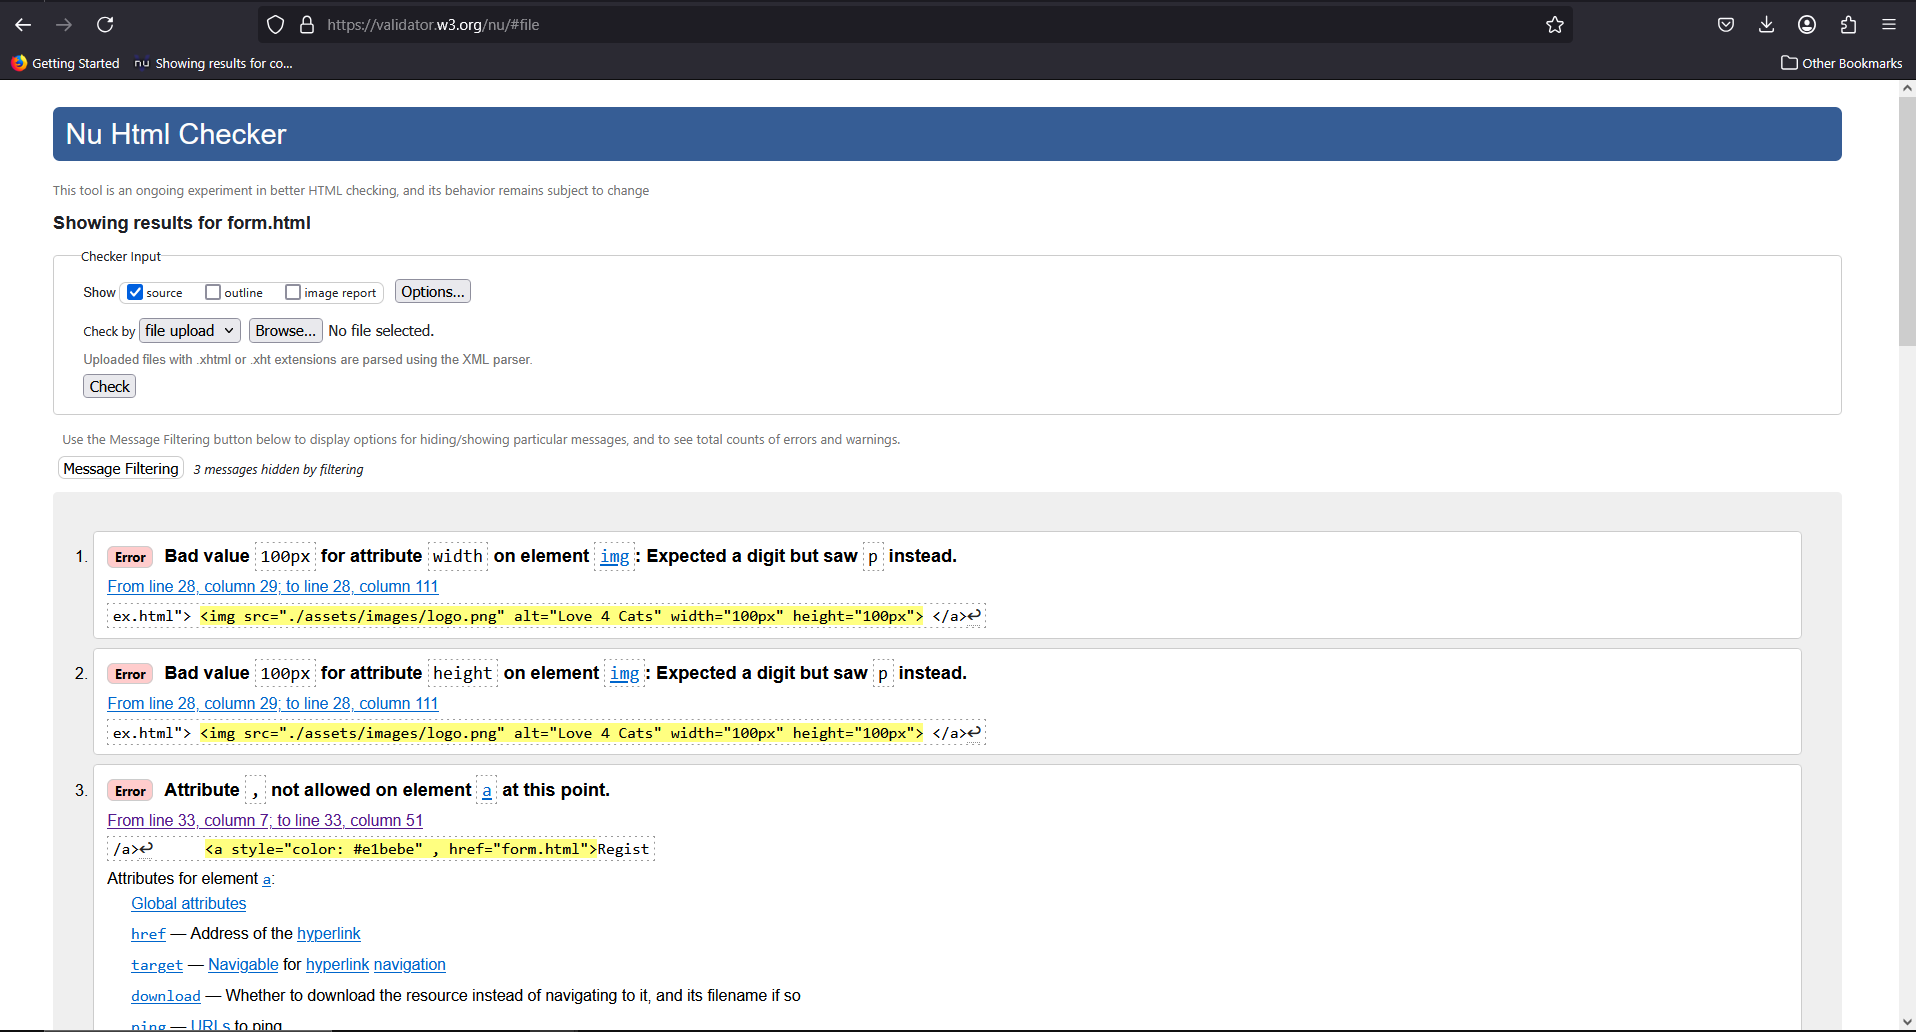 https://validator.w3.org/nu/#file
Getting Started nu Showing results for co... Other Bookmarks
Nu Html Checker
This tool is an ongoing experiment in better HTML checking, and its behavior remains subject to change
Showing results for form.html
Checker Input
Show source outline image report Options...
Check by file upload Browse... No file selected.
Uploaded files with .xhtml or .xht extensions are parsed using the XML parser.
Check
Use the Message Filtering button below to display options for hiding/showing particular messages, and to see total counts of errors and warnings.
Message Filtering 3 messages hidden by filtering
1. Error Bad value 100px for attribute width on element img: Expected a digit but saw p instead.
From line 28, column 29; to line 28, column 111
ex.html"> <img src="./assets/images/logo.png" alt="Love 4 Cats" width="100px" height="100px"> </a>↩
2. Error Bad value 100px for attribute height on element img: Expected a digit but saw p instead.
From line 28, column 29; to line 28, column 111
ex.html"> <img src="./assets/images/logo.png" alt="Love 4 Cats" width="100px" height="100px"> </a>↩
3. Error Attribute , not allowed on element a at this point.
From line 33, column 7; to line 33, column 51
/a>↩ <a style="color: #e1bebe" , href="form.html">Regist
Attributes for element a:
Global attributes
href — Address of the hyperlink
target — Navigable for hyperlink navigation
download — Whether to download the resource instead of navigating to it, and its filename if so
ping — URLs to ping